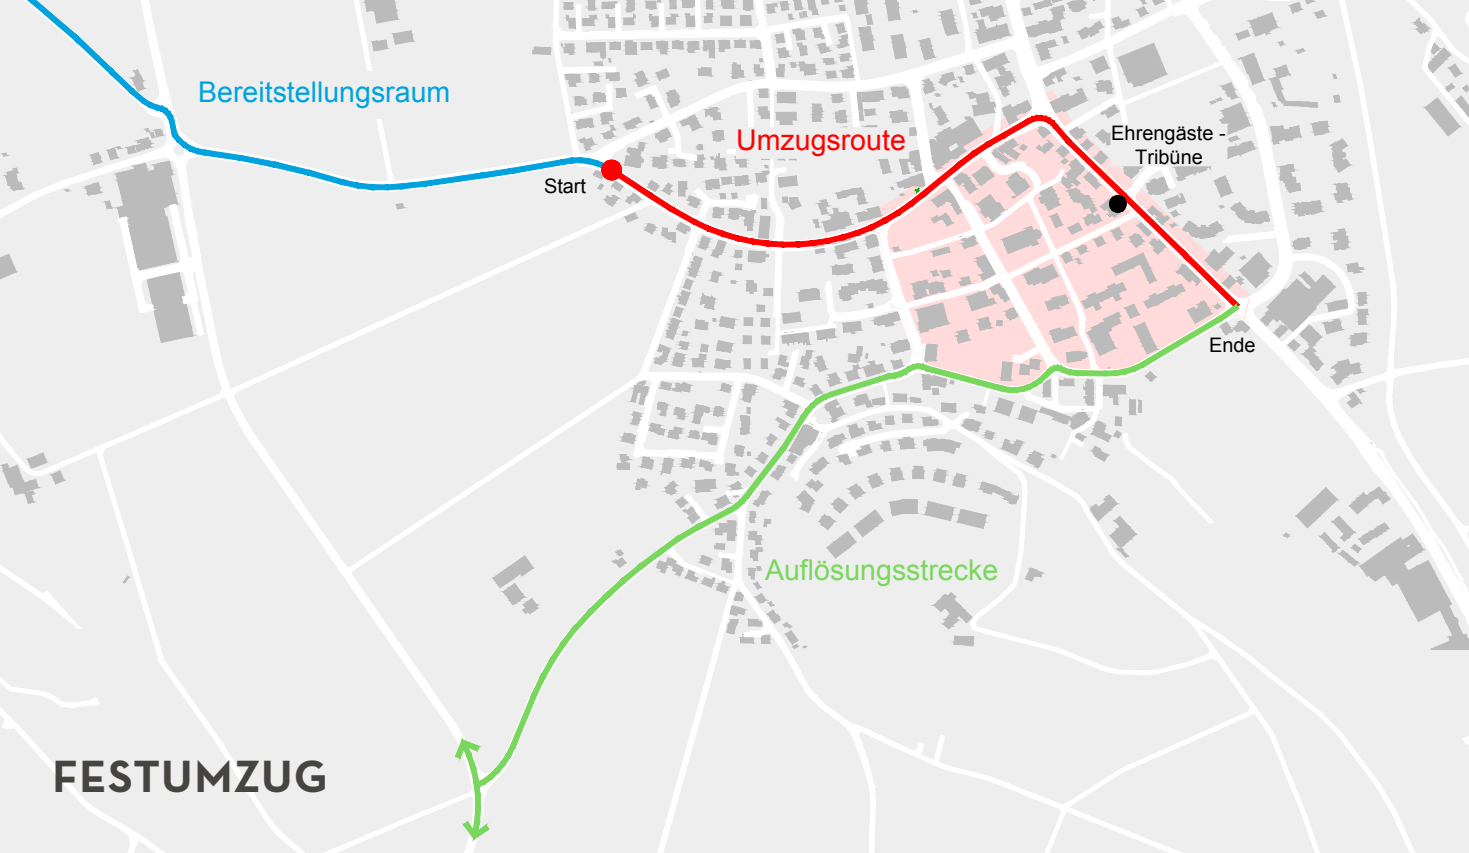 Bereitstellungsraum
Umzugsroute
Ehrengäste -
Tribüne
Start
Ende
Auflösungsstrecke
FESTUMZUG